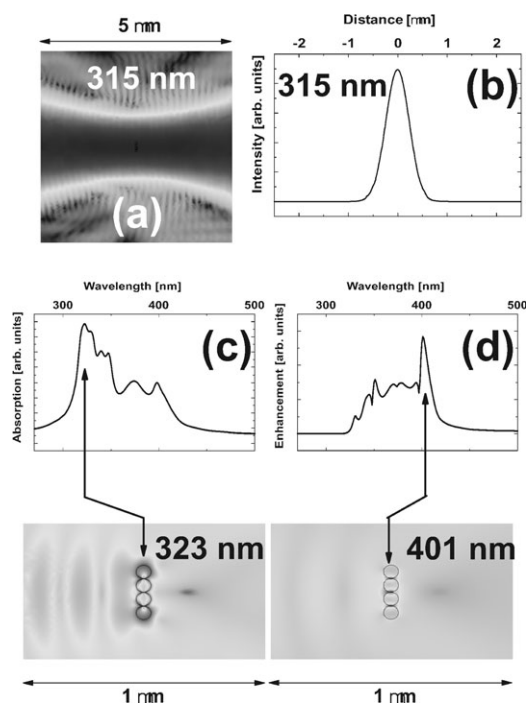 5 mm
315 nm
(a)
Distance [mm]
-2 -1 0 1 2
315 nm
(b)
Intensity [arb. units]
Wavelength [nm]
300 400 500
(c)
Absorption [arb. units]
Wavelength [nm]
300 400 500
(d)
Enhancement [arb. units]
323 nm
401 nm
1 mm
1 mm